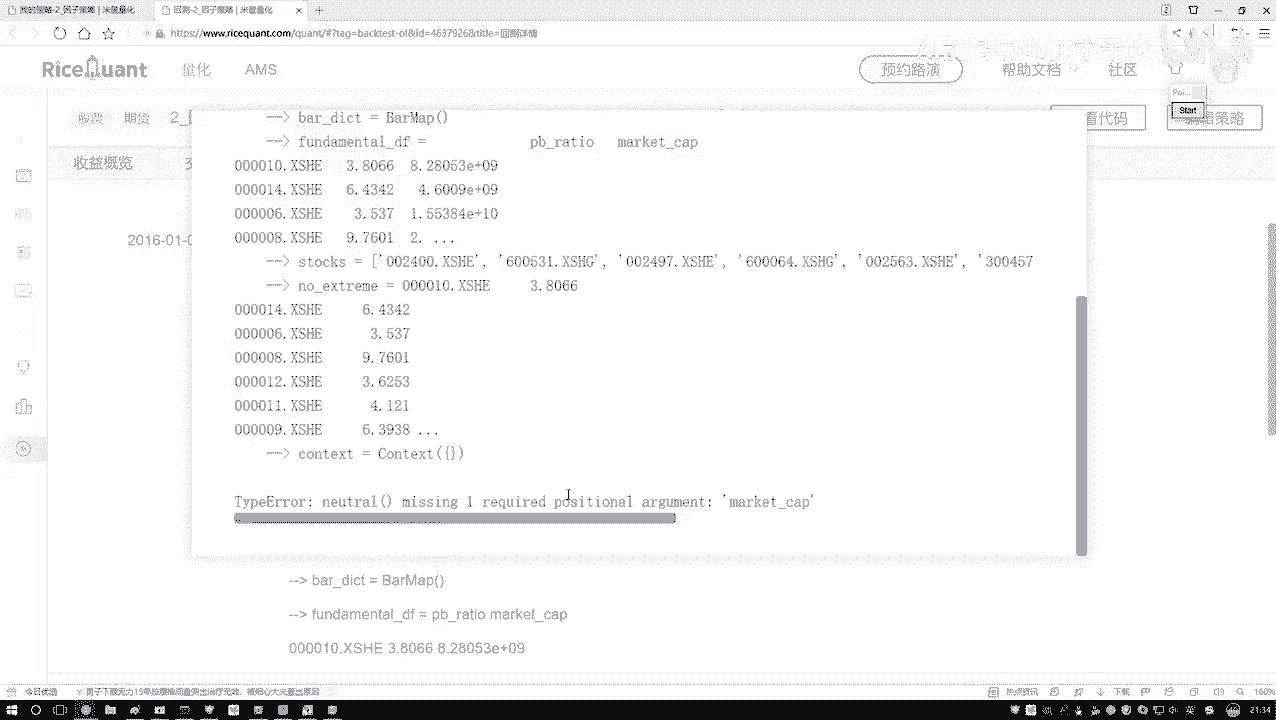 我的策略-2_因子策略 | 米筐量化
回测-2_因子策略 | 米筐量化
https://www.ricequant.com/quant/#?tag=backtest-ol&id=4637926&title=回测详情
RiceQuant 量化 AMS 预约路演 帮助文档 社区
Poi...
Start
股票 期货 2_ 看代码 编辑策略
收益概览
2016-01-0
--> bar_dict = BarMap()
--> fundamental_df = pb_ratio market_cap
000010.XSHE 3.8066 8.28053e+09
000014.XSHE 6.4342 4.6009e+09
000006.XSHE 3.537 1.55384e+10
000008.XSHE 9.7601 2. ...
--> stocks = ['002400.XSHE', '600531.XSHG', '002497.XSHE', '600064.XSHG', '002563.XSHE', '300457
--> no_extreme = 000010.XSHE 3.8066
000014.XSHE 6.4342
000006.XSHE 3.537
000008.XSHE 9.7601
000012.XSHE 3.6253
000011.XSHE 4.121
000009.XSHE 6.3938 ...
--> context = Context({})
TypeError: neutral() missing 1 required positional argument: 'market_cap'
--> bar_dict = BarMap()
--> fundamental_df = pb_ratio market_cap
000010.XSHE 3.8066 8.28053e+09
今日优选
热点资讯 下载 160%
21:34